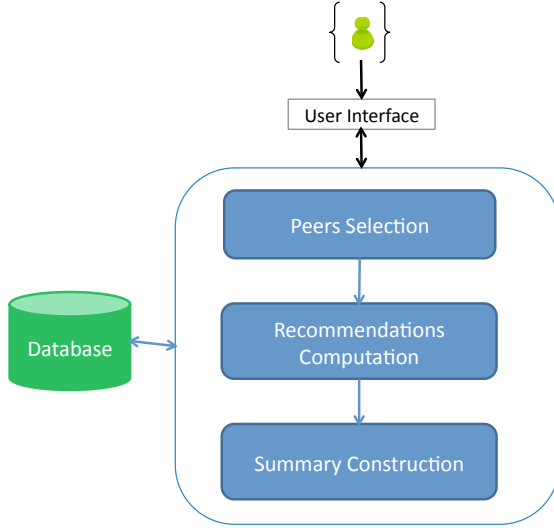 User Interface
Peers Selection
Recommendations
Computation
Database
Summary Construction